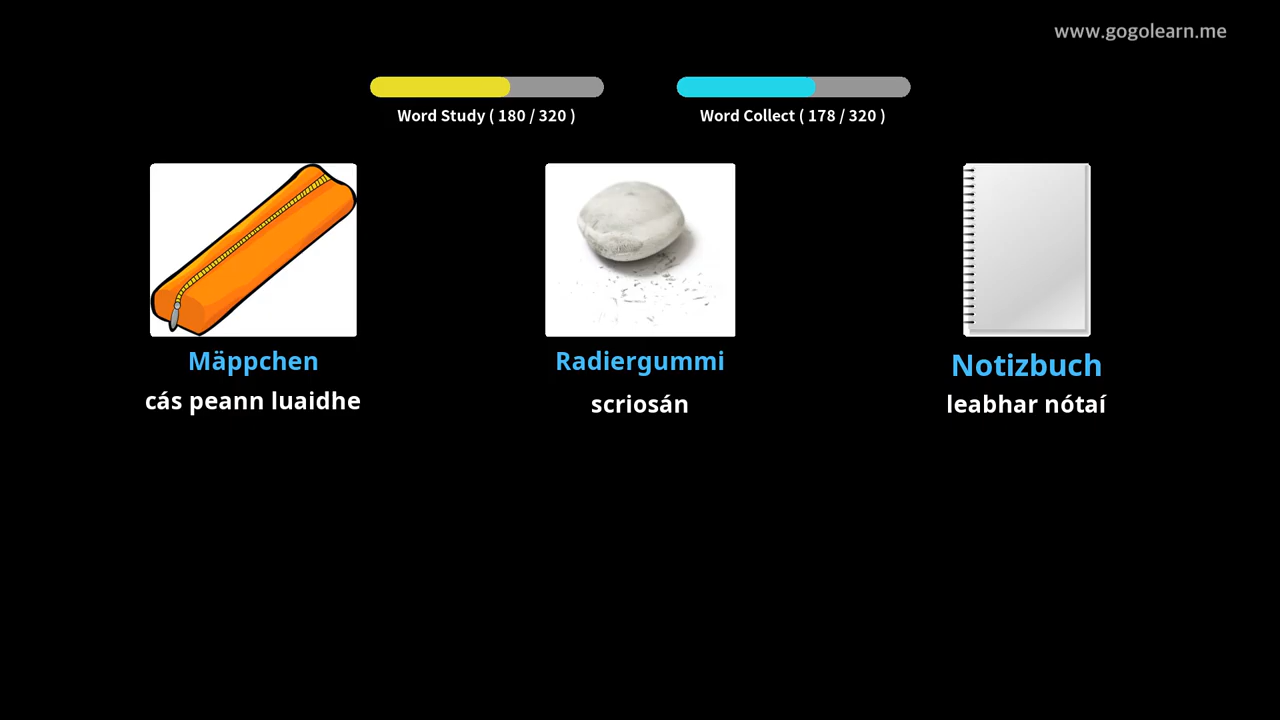 www.gogolearn.me
Word Study ( 180 / 320 )
Word Collect ( 178 / 320 )
Mäppchen
cás peann luaidhe
Radiergummi
scriosán
Notizbuch
leabhar nótaí